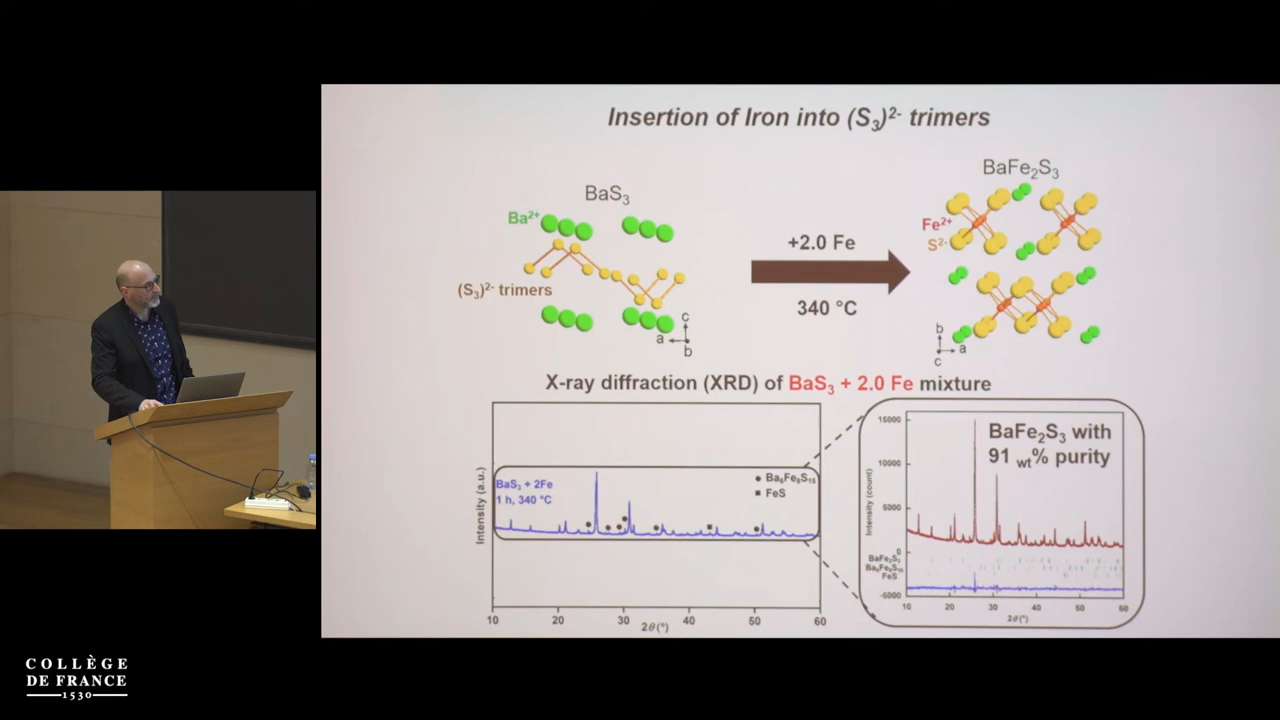 Insertion of Iron into (S₃)²⁻ trimers
BaS₃
Ba²⁺
(S₃)²⁻ trimers
c
a
b
+2.0 Fe
340 °C
BaFe₂S₃
Fe²⁺
S²⁻
b
a
c
X-ray diffraction (XRD) of BaS₃ + 2.0 Fe mixture
Intensity (a.u.)
BaS₃ + 2Fe
1 h, 340 °C
Ba₆Fe₈S₁₅
FeS
10 20 30 40 50 60
2θ (°)
BaFe₂S₃ with
91 wt% purity
Intensity (count)
15000
10000
5000
0
BaFe₂S₃
Ba₆Fe₈S₁₅
FeS
-5000
10 20 30 40 50 60
2θ (°)
COLLÈGE
DE FRANCE
1530